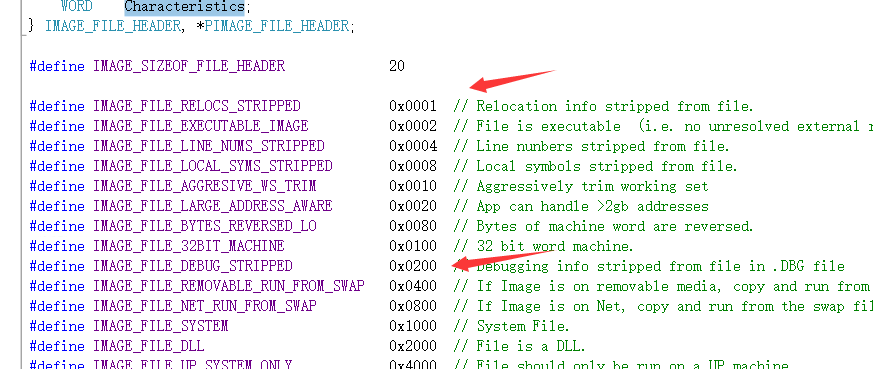 WORD    Characteristics;
} IMAGE_FILE_HEADER, *PIMAGE_FILE_HEADER;
#define IMAGE_SIZEOF_FILE_HEADER             20
#define IMAGE_FILE_RELOCS_STRIPPED           0x0001  // Relocation info stripped from file.
#define IMAGE_FILE_EXECUTABLE_IMAGE          0x0002  // File is executable  (i.e. no unresolved external
#define IMAGE_FILE_LINE_NUMS_STRIPPED        0x0004  // Line nunbers stripped from file.
#define IMAGE_FILE_LOCAL_SYMS_STRIPPED       0x0008  // Local symbols stripped from file.
#define IMAGE_FILE_AGGRESIVE_WS_TRIM         0x0010  // Aggressively trim working set
#define IMAGE_FILE_LARGE_ADDRESS_AWARE       0x0020  // App can handle >2gb addresses
#define IMAGE_FILE_BYTES_REVERSED_LO         0x0080  // Bytes of machine word are reversed.
#define IMAGE_FILE_32BIT_MACHINE             0x0100  // 32 bit word machine.
#define IMAGE_FILE_DEBUG_STRIPPED            0x0200  // Debugging info stripped from file in .DBG file
#define IMAGE_FILE_REMOVABLE_RUN_FROM_SWAP   0x0400  // If Image is on removable media, copy and run from
#define IMAGE_FILE_NET_RUN_FROM_SWAP         0x0800  // If Image is on Net, copy and run from the swap fil
#define IMAGE_FILE_SYSTEM                    0x1000  // System File.
#define IMAGE_FILE_DLL                       0x2000  // File is a DLL.
#define IMAGE_FILE_UP_SYSTEM_ONLY            0x4000  // File should only be run on a UP machine